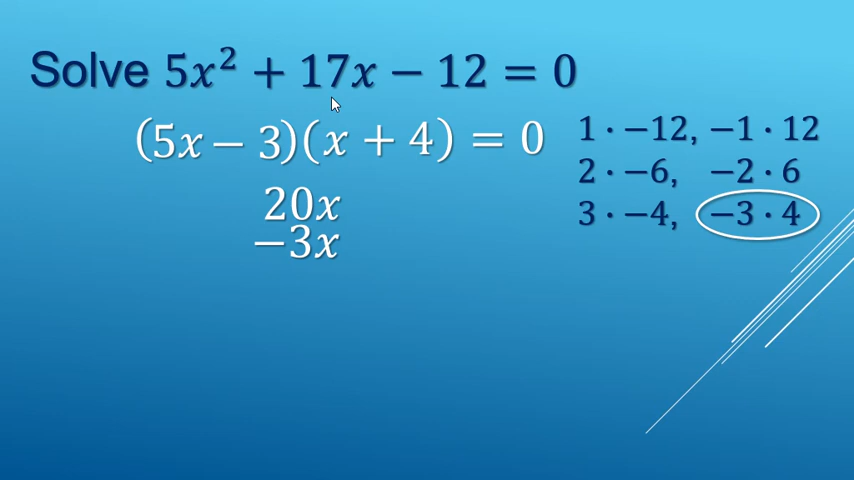 Solve 5x² + 17x − 12 = 0
(5x − 3)(x + 4) = 0
20x
−3x
1 · −12, −1 · 12
2 · −6, −2 · 6
3 · −4, −3 · 4